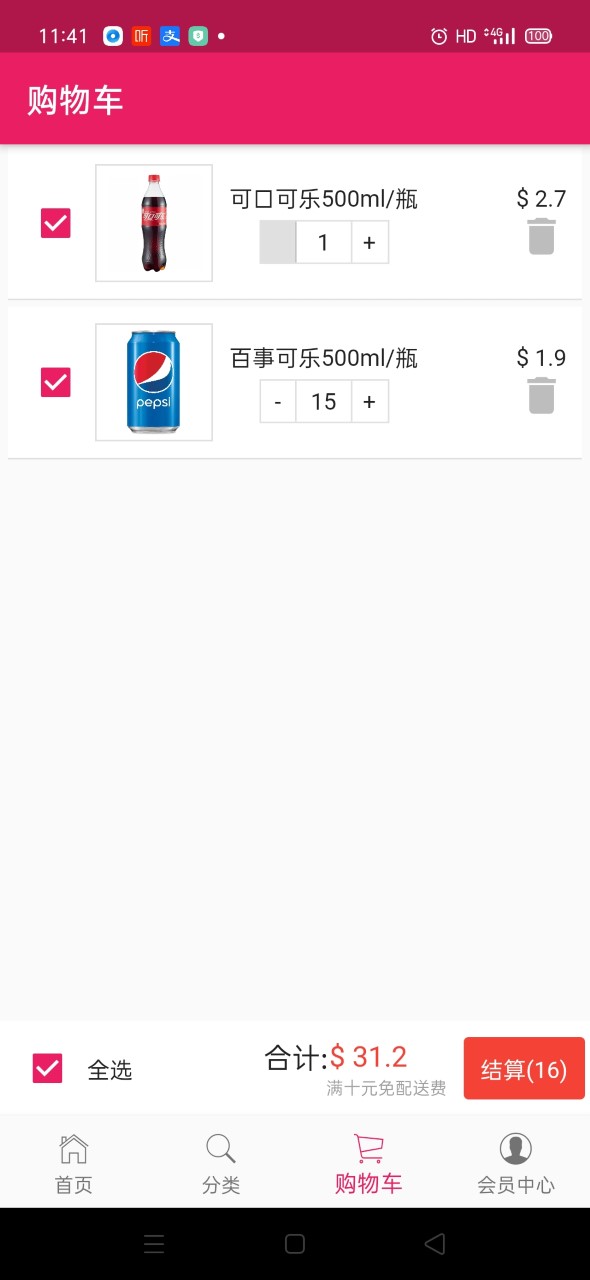 11:41 听 支 HD 4G 100
购物车
可口可乐500ml/瓶 $ 2.7
1 +
百事可乐500ml/瓶 $ 1.9
pepsi
- 15 +
全选 合计:$ 31.2 结算(16)
满十元免配送费
首页 分类 购物车 会员中心